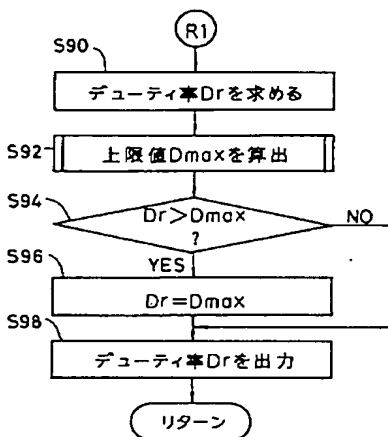 R1
S90
デューティ率Drを求める
S92
上限値Dmaxを算出
S94
Dr>Dmax
?
NO
YES
S96
Dr=Dmax
S98
デューティ率Drを出力
リターン